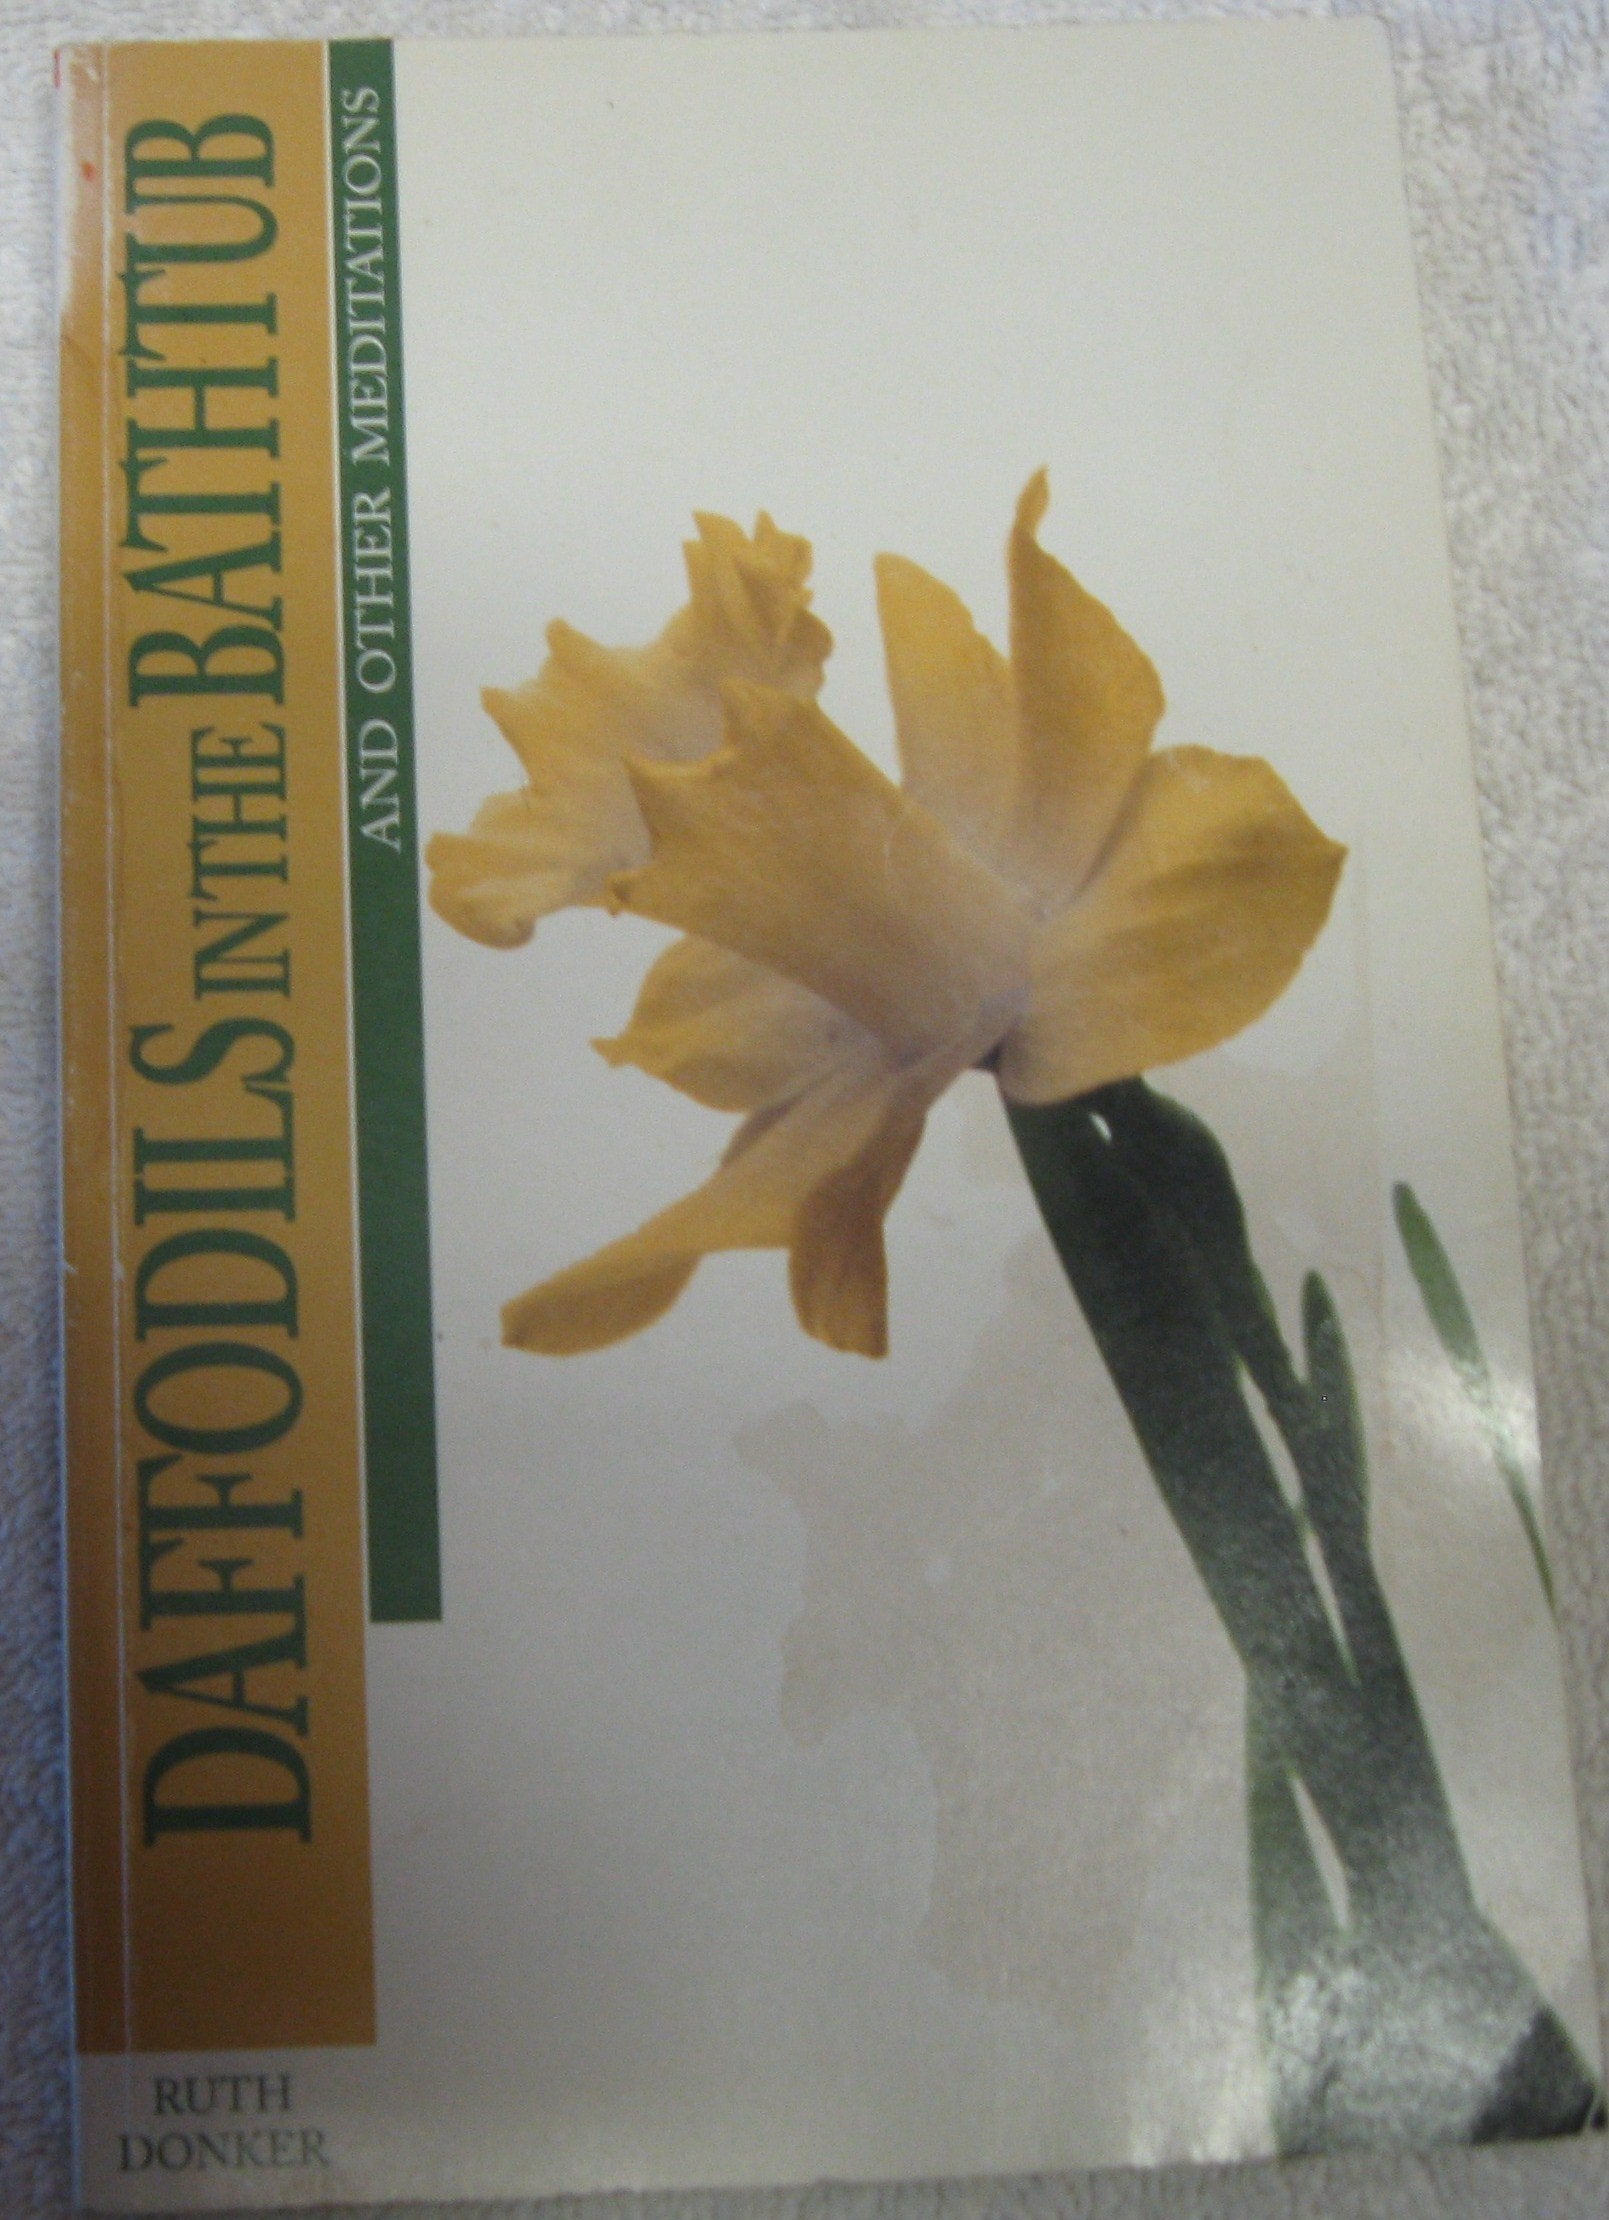 DAFFODILS IN THE BATHTUB
AND OTHER MEDITATIONS
RUTH
DONKER